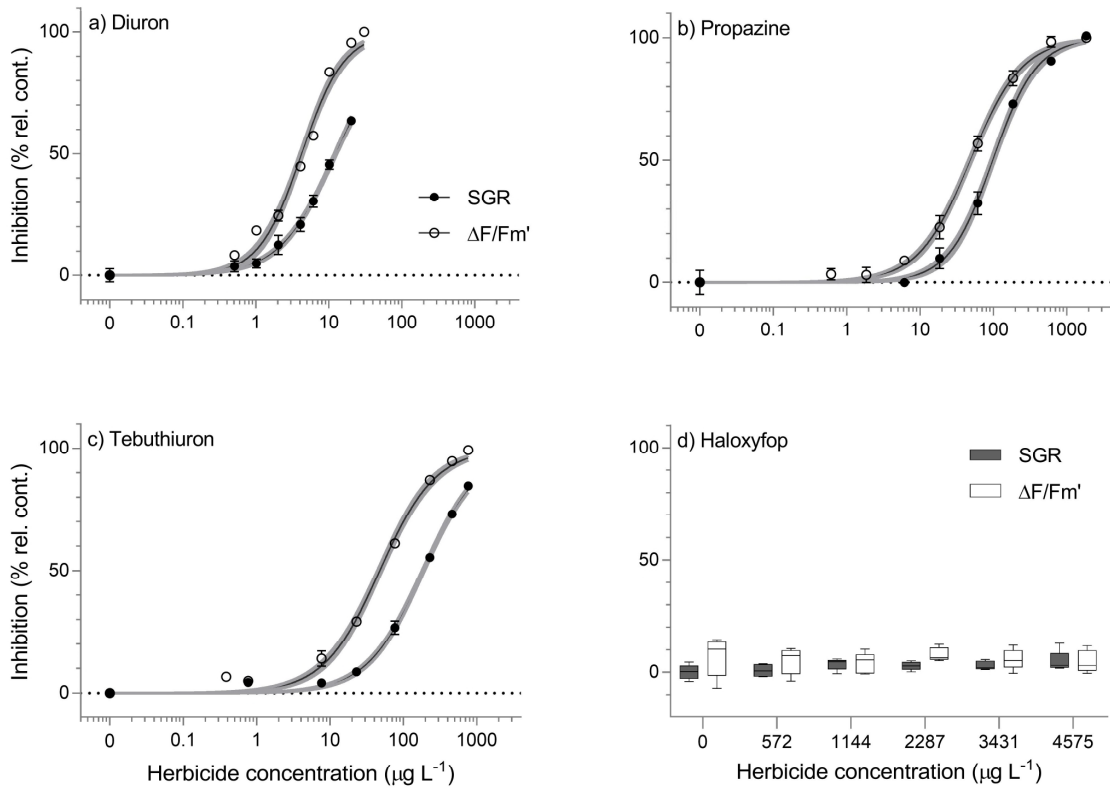 a) Diuron
100
50
0
Inhibition (% rel. cont.)
SGR
ΔF/Fm'
0 0.1 1 10 100 1000
b) Propazine
100
50
0
0 0.1 1 10 100 1000
c) Tebuthiuron
100
50
0
Inhibition (% rel. cont.)
0 0.1 1 10 100 1000
Herbicide concentration (µg L⁻¹)
d) Haloxyfop
100
50
0
SGR
ΔF/Fm'
0 572 1144 2287 3431 4575
Herbicide concentration (µg L⁻¹)